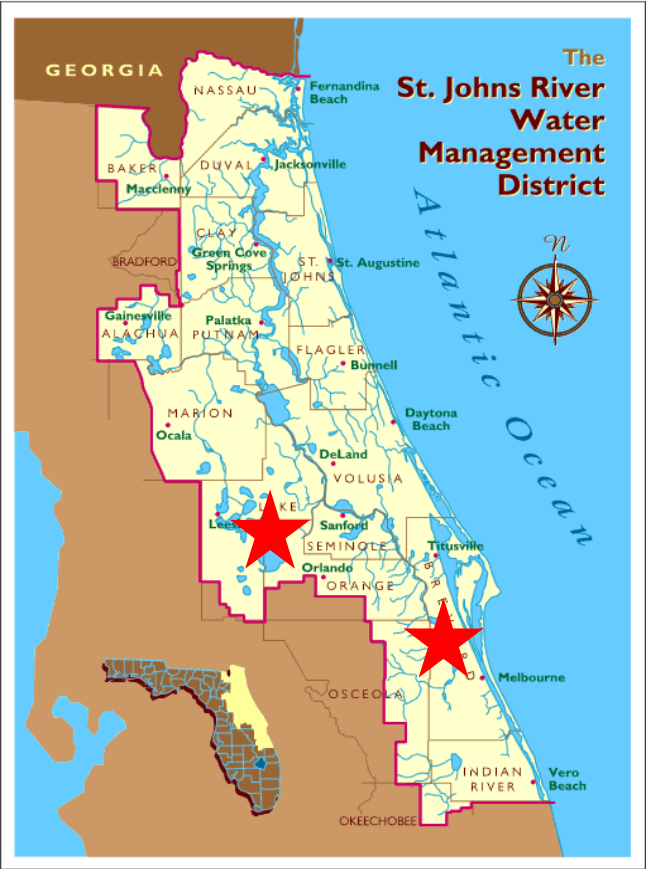 GEORGIA
The
St. Johns River
Water
Management
District
NASSAU
Fernandina
Beach
BAKER
DUVAL
Jacksonville
Macclenny
Atlantic Ocean
N
CLAY
Green Cove
Springs
BRADFORD
ST.
JOHNS
St. Augustine
Gainesville
ALACHUA
Palatka
PUTNAM
FLAGLER
Bunnell
MARION
Ocala
Daytona
Beach
DeLand
VOLUSIA
Lees
Sanford
SEMINOLE
Titusville
Orlando
ORANGE
OSCEOLA
Melbourne
INDIAN
RIVER
Vero
Beach
OKEECHOBEE